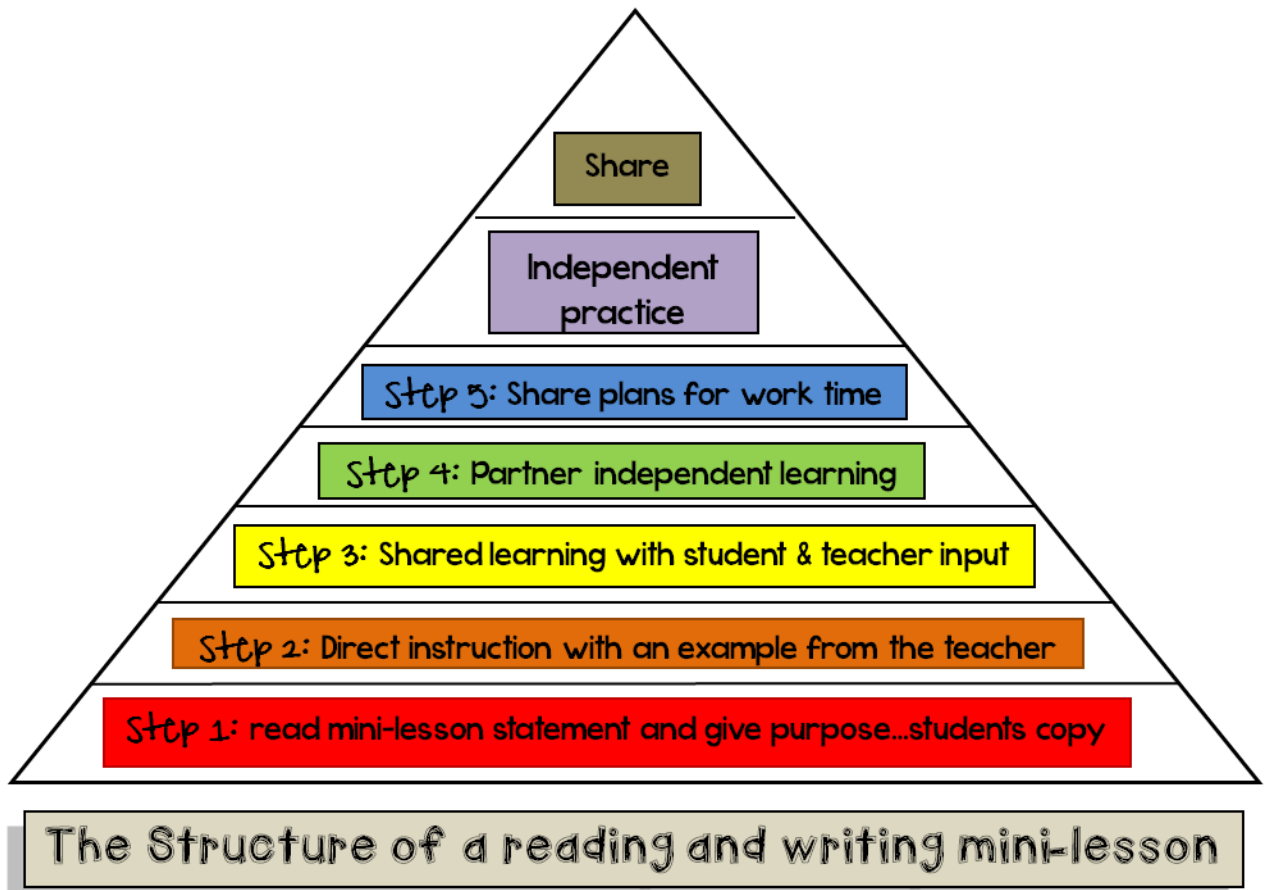 Share
Independent
practice
Step 5: Share plans for work time
Step 4: Partner independent learning
Step 3: Shared learning with student & teacher input
Step 2: Direct instruction with an example from the teacher
Step 1: read mini-lesson statement and give purpose...students copy
The Structure of a reading and writing mini-lesson